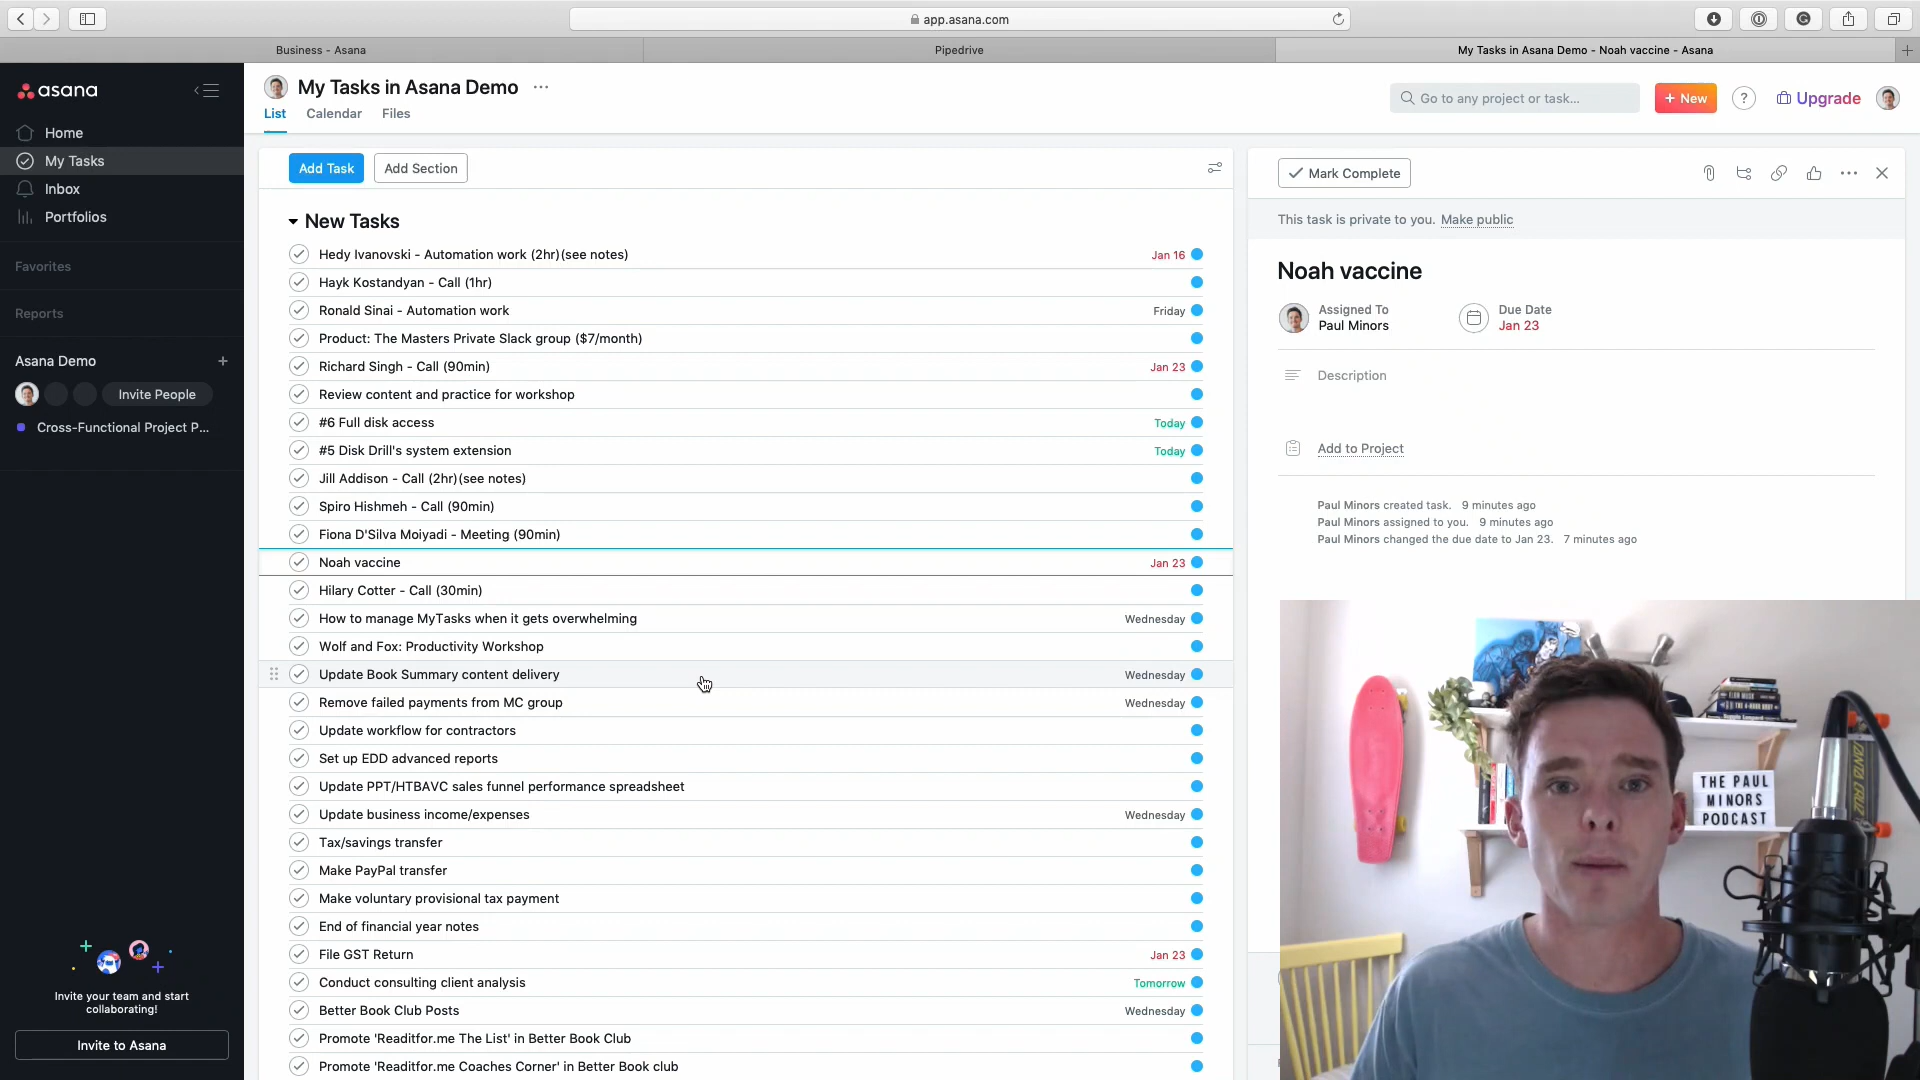 app.asana.com
Business - Asana
Pipedrive
My Tasks in Asana Demo - Noah vaccine - Asana
asana
Home
My Tasks
Inbox
Portfolios
Favorites
Reports
Asana Demo
Invite People
Cross-Functional Project P...
Invite your team and start
collaborating!
Invite to Asana
My Tasks in Asana Demo
List
Calendar
Files
Go to any project or task...
+ New
?
Upgrade
Add Task
Add Section
New Tasks
Hedy Ivanovski - Automation work (2hr)(see notes) Jan 16
Hayk Kostandyan - Call (1hr)
Ronald Sinai - Automation work Friday
Product: The Masters Private Slack group ($7/month)
Richard Singh - Call (90min) Jan 23
Review content and practice for workshop
#6 Full disk access Today
#5 Disk Drill's system extension Today
Jill Addison - Call (2hr)(see notes)
Spiro Hishmeh - Call (90min)
Fiona D'Silva Moiyadi - Meeting (90min)
Noah vaccine Jan 23
Hilary Cotter - Call (30min)
How to manage MyTasks when it gets overwhelming Wednesday
Wolf and Fox: Productivity Workshop
Update Book Summary content delivery Wednesday
Remove failed payments from MC group Wednesday
Update workflow for contractors
Set up EDD advanced reports
Update PPT/HTBAVC sales funnel performance spreadsheet
Update business income/expenses Wednesday
Tax/savings transfer
Make PayPal transfer
Make voluntary provisional tax payment
End of financial year notes
File GST Return Jan 23
Conduct consulting client analysis Tomorrow
Better Book Club Posts Wednesday
Promote 'Readitfor.me The List' in Better Book Club
Promote 'Readitfor.me Coaches Corner' in Better Book club
Mark Complete
This task is private to you. Make public
Noah vaccine
Assigned To
Paul Minors
Due Date
Jan 23
Description
Add to Project
Paul Minors created task. 9 minutes ago
Paul Minors assigned to you. 9 minutes ago
Paul Minors changed the due date to Jan 23. 7 minutes ago
THE PAUL
MINORS
PODCAST